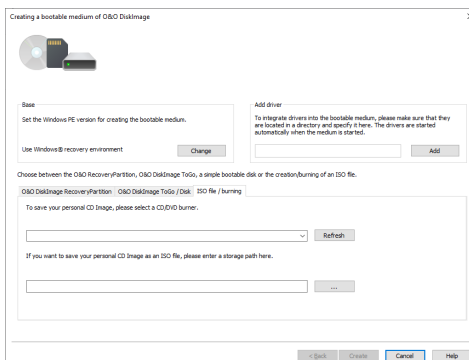 Creating a bootable medium of O&O DiskImage
Base
Set the Windows PE version for creating the bootable medium.
Use Windows® recovery environment
Change
Add driver
To integrate drivers into the bootable medium, please make sure that they
are located in a directory and specify it here. The drivers are started
automatically when the medium is started.
Add
Choose between the O&O RecoveryPartition, O&O DiskImage ToGo, a simple bootable disk or the creation/burning of an ISO file.
O&O DiskImage RecoveryPartition O&O DiskImage ToGo / Disk ISO file / burning
To save your personal CD Image, please select a CD/DVD burner.
Refresh
If you want to save your personal CD Image as an ISO file, please enter a storage path here.
...
< Back Create Cancel Help